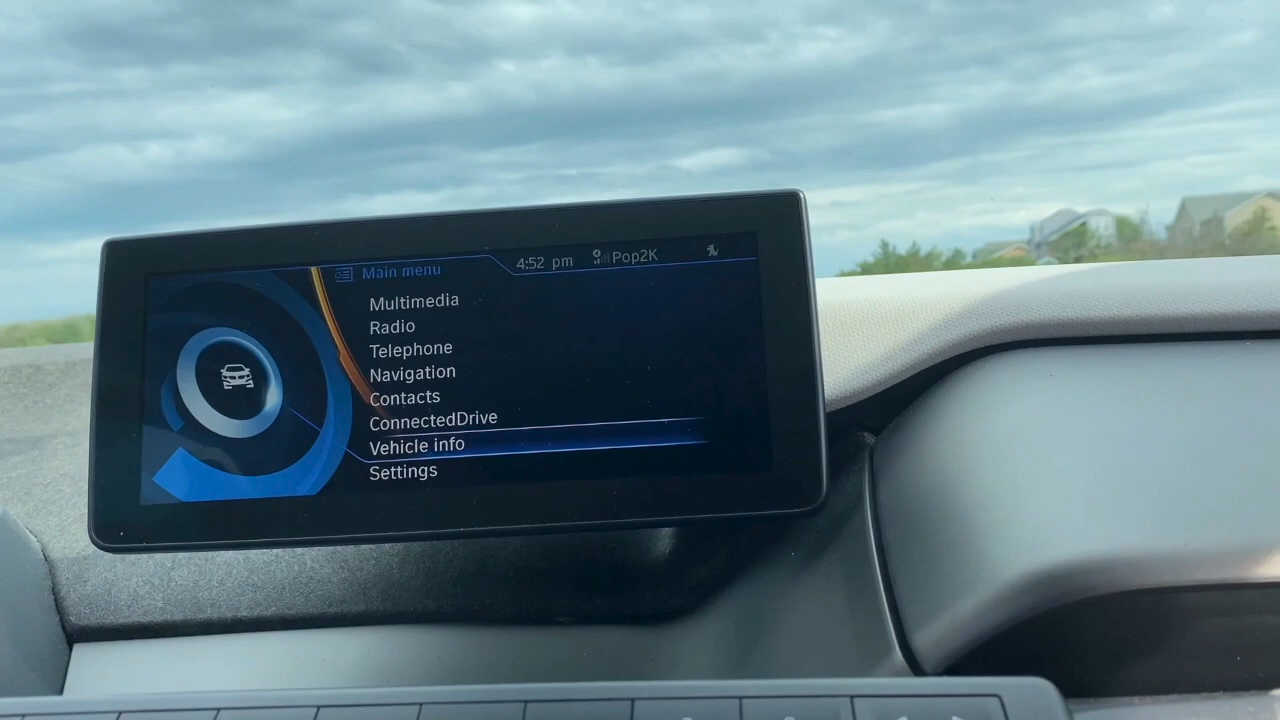 Main menu
4:52 pm Pop2K
Multimedia
Radio
Telephone
Navigation
Contacts
ConnectedDrive
Vehicle info
Settings